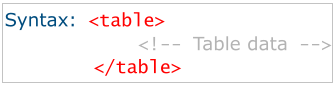 Syntax: <table>
<!-- Table data -->
</table>